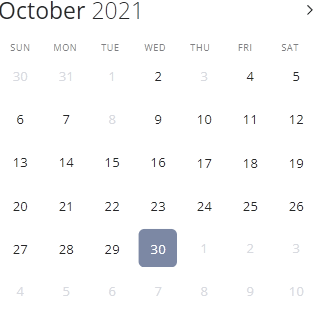 October 2021
SUN MON TUE WED THU FRI SAT
30 31 1 2 3 4 5
6 7 8 9 10 11 12
13 14 15 16 17 18 19
20 21 22 23 24 25 26
27 28 29 30 1 2 3
4 5 6 7 8 9 10